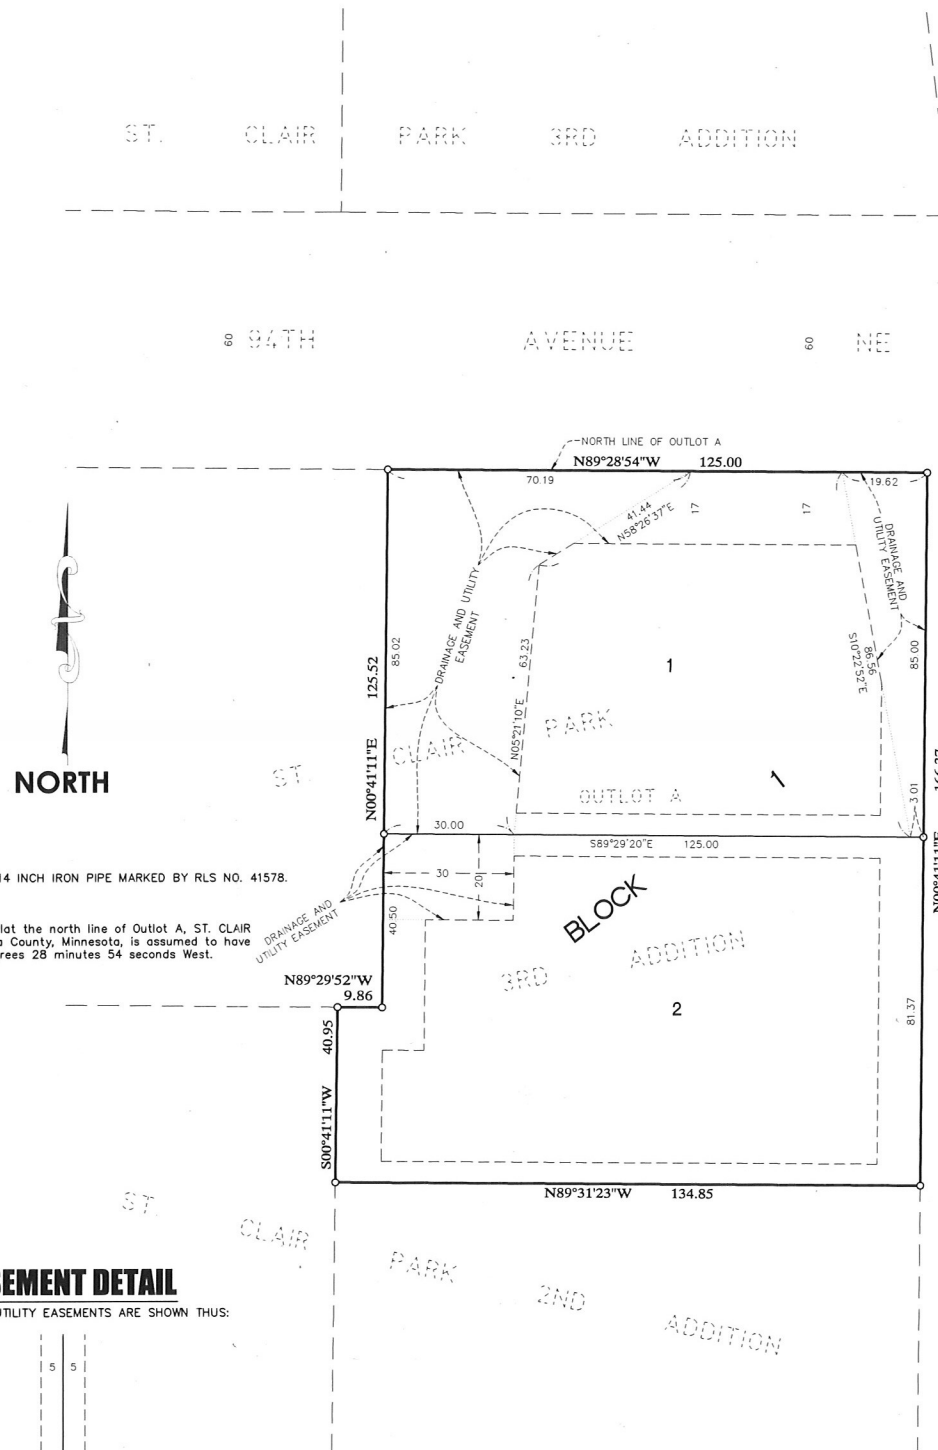 ST. CLAIR PARK 3RD ADDITION
60 94TH AVENUE 60 NE
NORTH LINE OF OUTLOT A
N89°28'54"W 125.00
70.19
19.62
41.44
N58°26'37"E
17
17
DRAINAGE AND
UTILITY EASEMENT
DRAINAGE AND UTILITY
EASEMENT
85.02
125.52
N00°41'11"E
63.23
N05°21'10"E
1
86.56
S10°22'52"E
85.00
ST. CLAIR PARK
1
OUTLOT A
3.01
NORTH
30.00
S89°29'20"E 125.00
N00°41'11"E
14 INCH IRON PIPE MARKED BY RLS NO. 41578.
30
20
40.50
DRAINAGE AND
UTILITY EASEMENT
BLOCK
lat the north line of Outlot A, ST. CLAIR
County, Minnesota, is assumed to have
rees 28 minutes 54 seconds West.
3RD ADDITION
N89°29'52"W
9.86
2
81.37
40.95
S00°41'11"W
N89°31'23"W 134.85
ST. CLAIR PARK 2ND ADDITION
EMENT DETAIL
UTILITY EASEMENTS ARE SHOWN THUS:
5 5